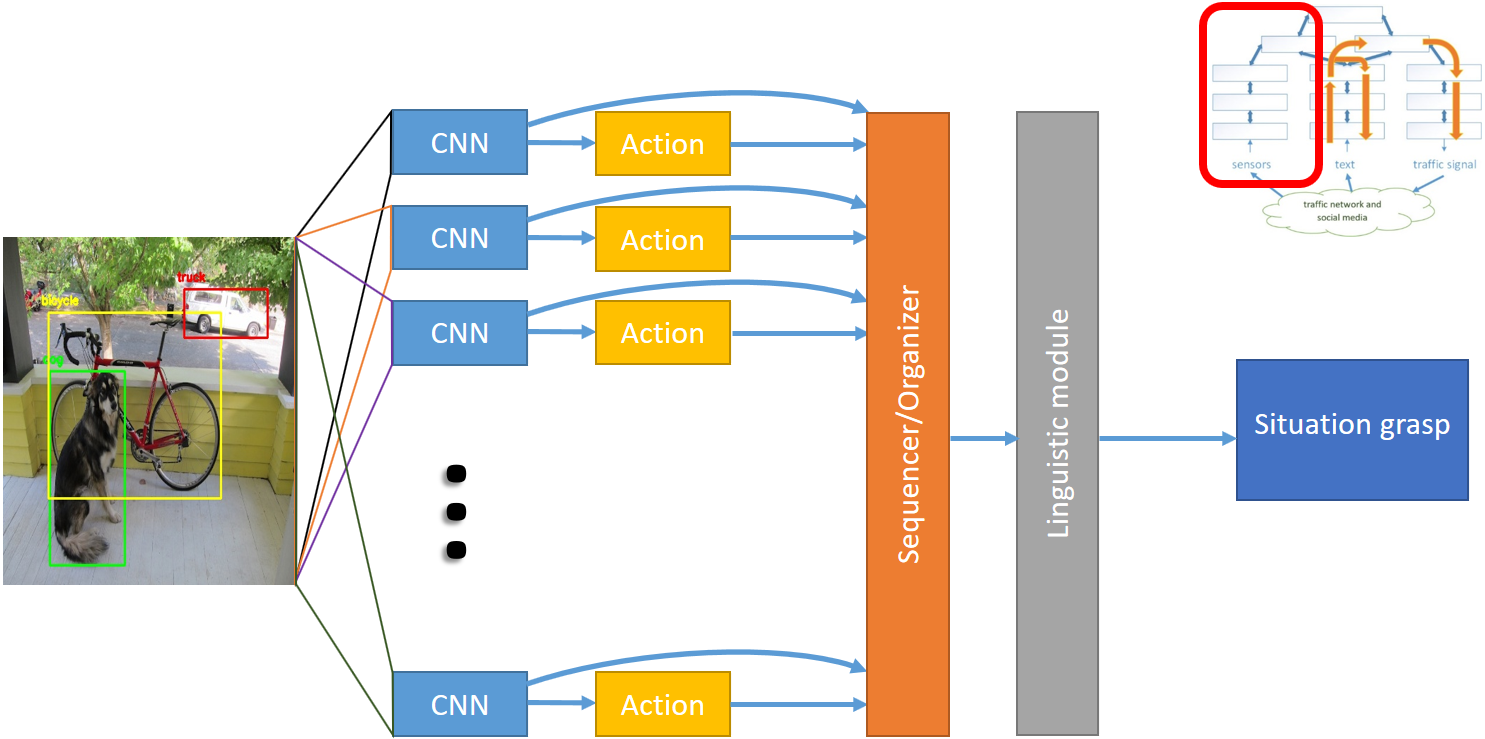 CNN
Action
CNN
Action
CNN
Action
CNN
Action
truck
bicycle
dog
Sequencer/Organizer
Linguistic module
Situation grasp
sensors
text
traffic signal
traffic network and
social media